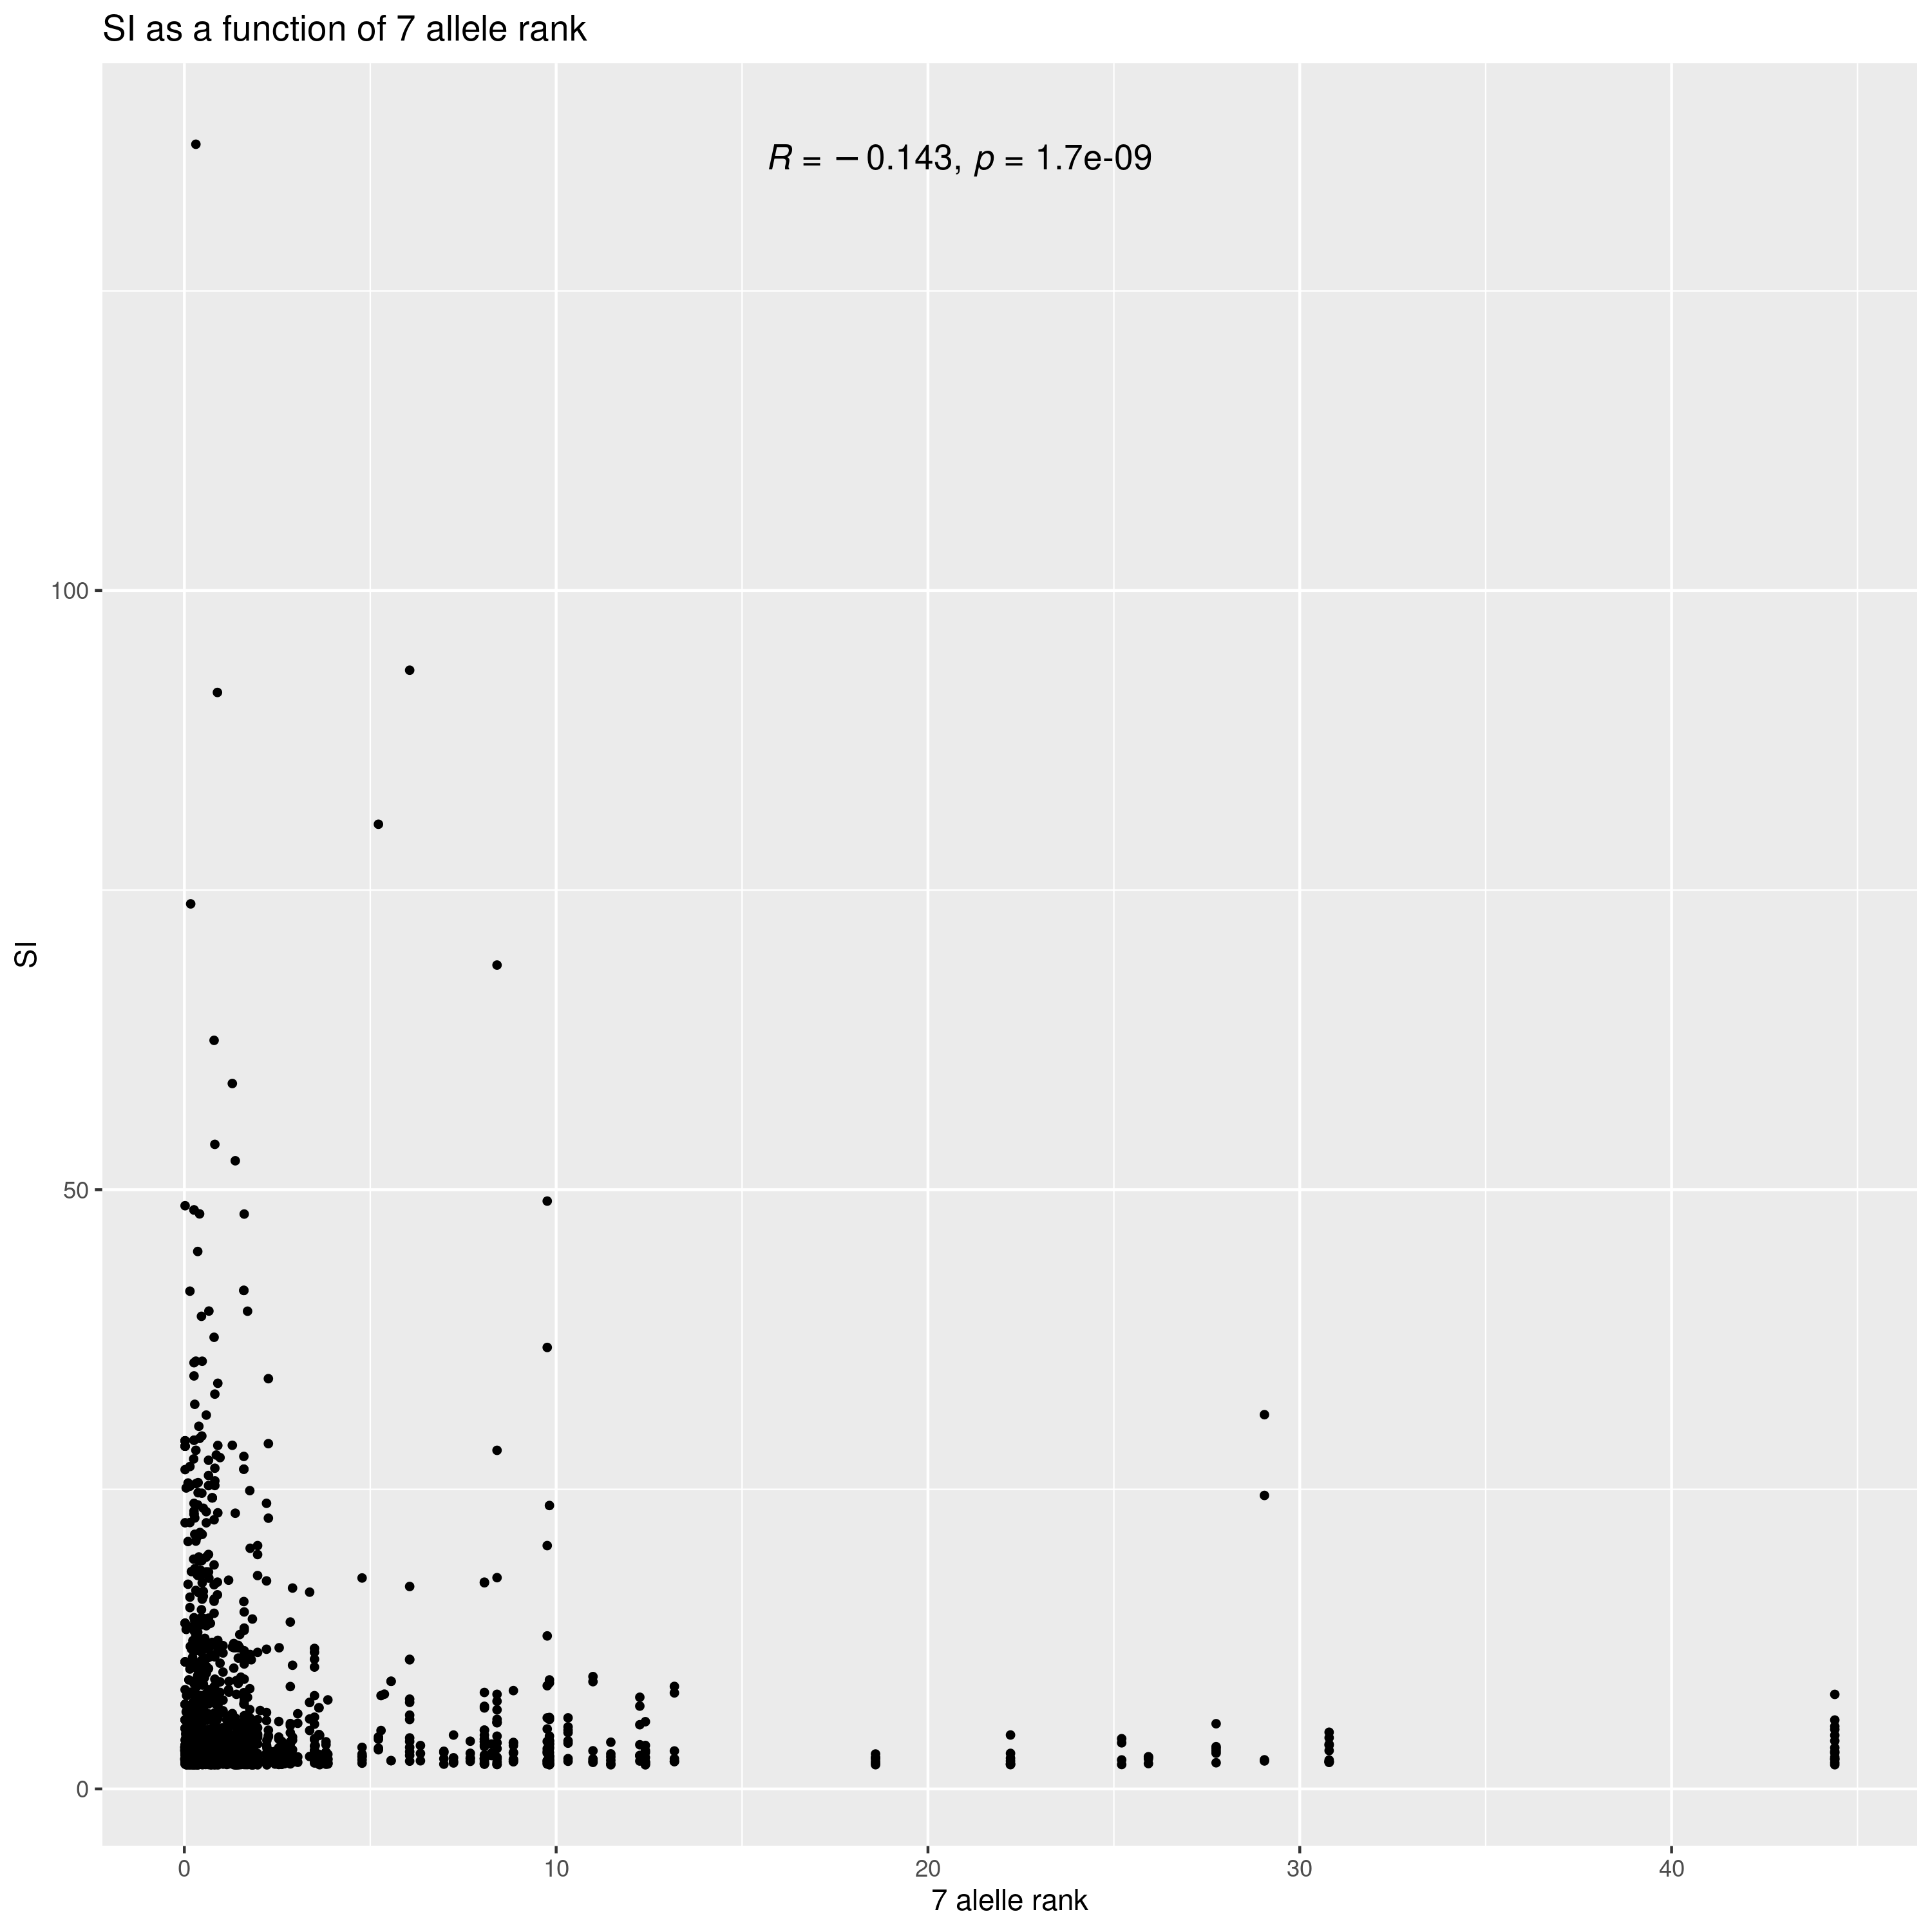 SI as a function of 7 allele rank
R = −0.143, p = 1.7e-09
100
50
0
SI
0 10 20 30 40
7 alelle rank